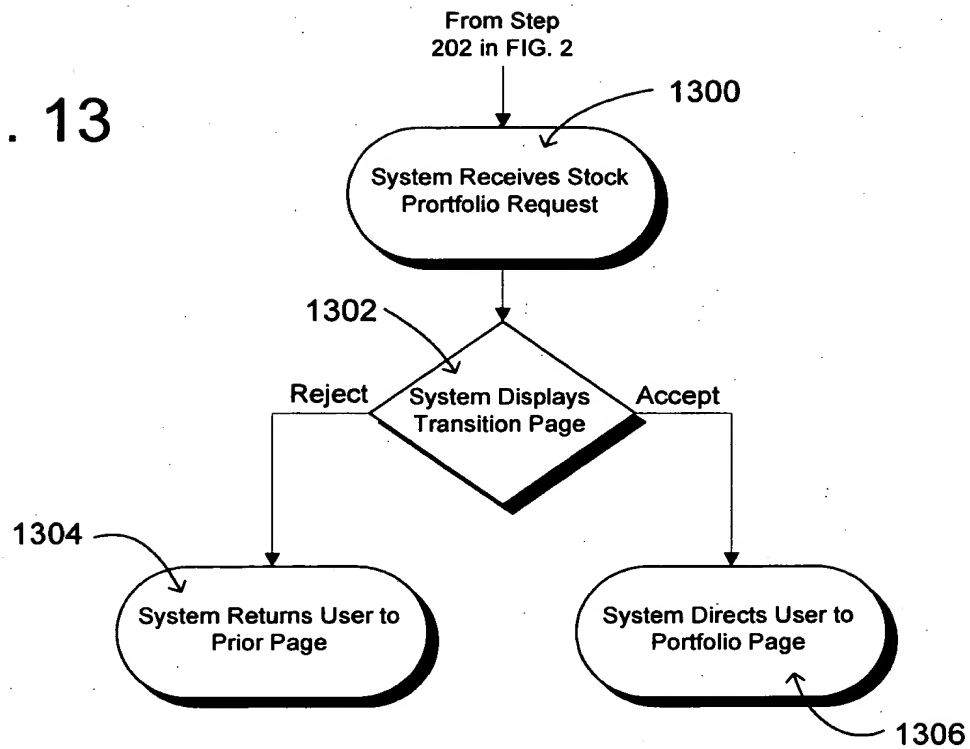 From Step
202 in FIG. 2
. 13
1300
System Receives Stock
Prortfolio Request
1302
Reject
System Displays
Transition Page
Accept
1304
System Returns User to
Prior Page
System Directs User to
Portfolio Page
1306